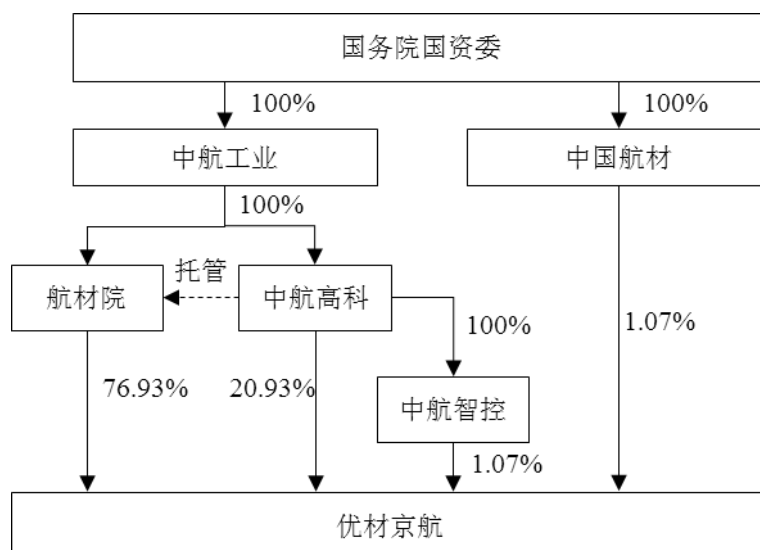 国务院国资委
100%
100%
中航工业
中国航材
100%
航材院
托管
中航高科
100%
1.07%
76.93%
20.93%
中航智控
1.07%
优材京航